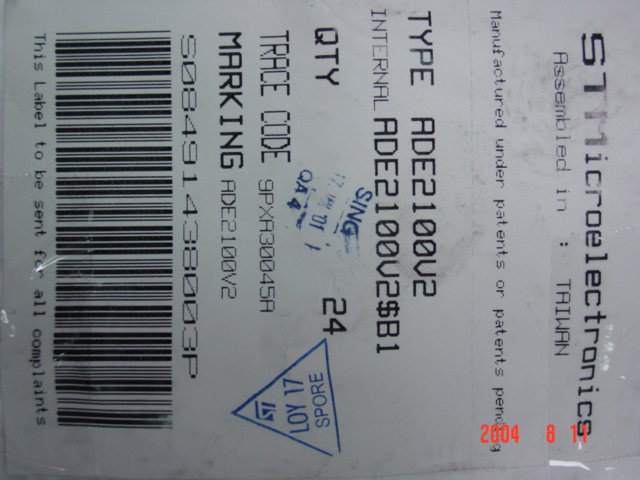 STMicroelectronics
Assembled in : TAIWAN
Manufactured under patents or patents pending
TYPE ADE2100V2
INTERNAL ADE2100V2$B1
QTY 24
TRACE CODE 9PXA30045A
MARKING ADE2100V2
S0849143B003P
This Label to be sent for all complaints
SING
QA 4
ST
LOY 17
SPORE
2004 8 11